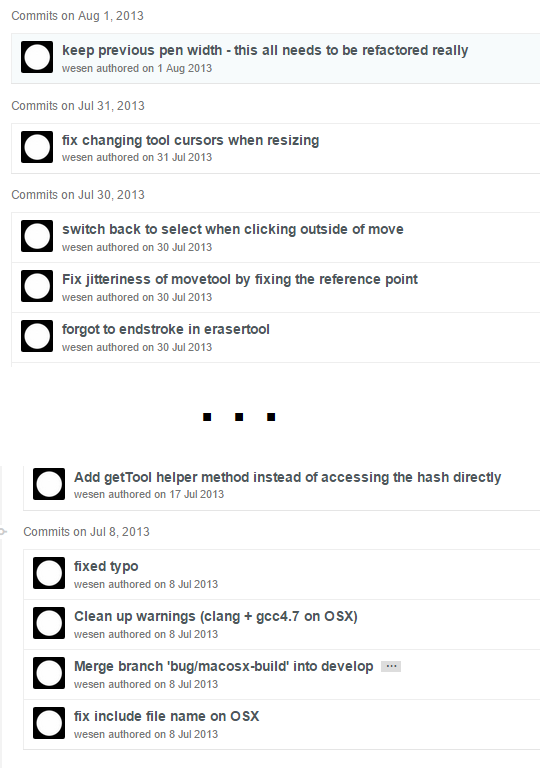 Commits on Aug 1, 2013
keep previous pen width - this all needs to be refactored really
wesen authored on 1 Aug 2013
Commits on Jul 31, 2013
fix changing tool cursors when resizing
wesen authored on 31 Jul 2013
Commits on Jul 30, 2013
switch back to select when clicking outside of move
wesen authored on 30 Jul 2013
Fix jitteriness of movetool by fixing the reference point
wesen authored on 30 Jul 2013
forgot to endstroke in erasertool
wesen authored on 30 Jul 2013
. . .
Add getTool helper method instead of accessing the hash directly
wesen authored on 17 Jul 2013
Commits on Jul 8, 2013
fixed typo
wesen authored on 8 Jul 2013
Clean up warnings (clang + gcc4.7 on OSX)
wesen authored on 8 Jul 2013
Merge branch 'bug/macosx-build' into develop ...
wesen authored on 8 Jul 2013
fix include file name on OSX
wesen authored on 8 Jul 2013